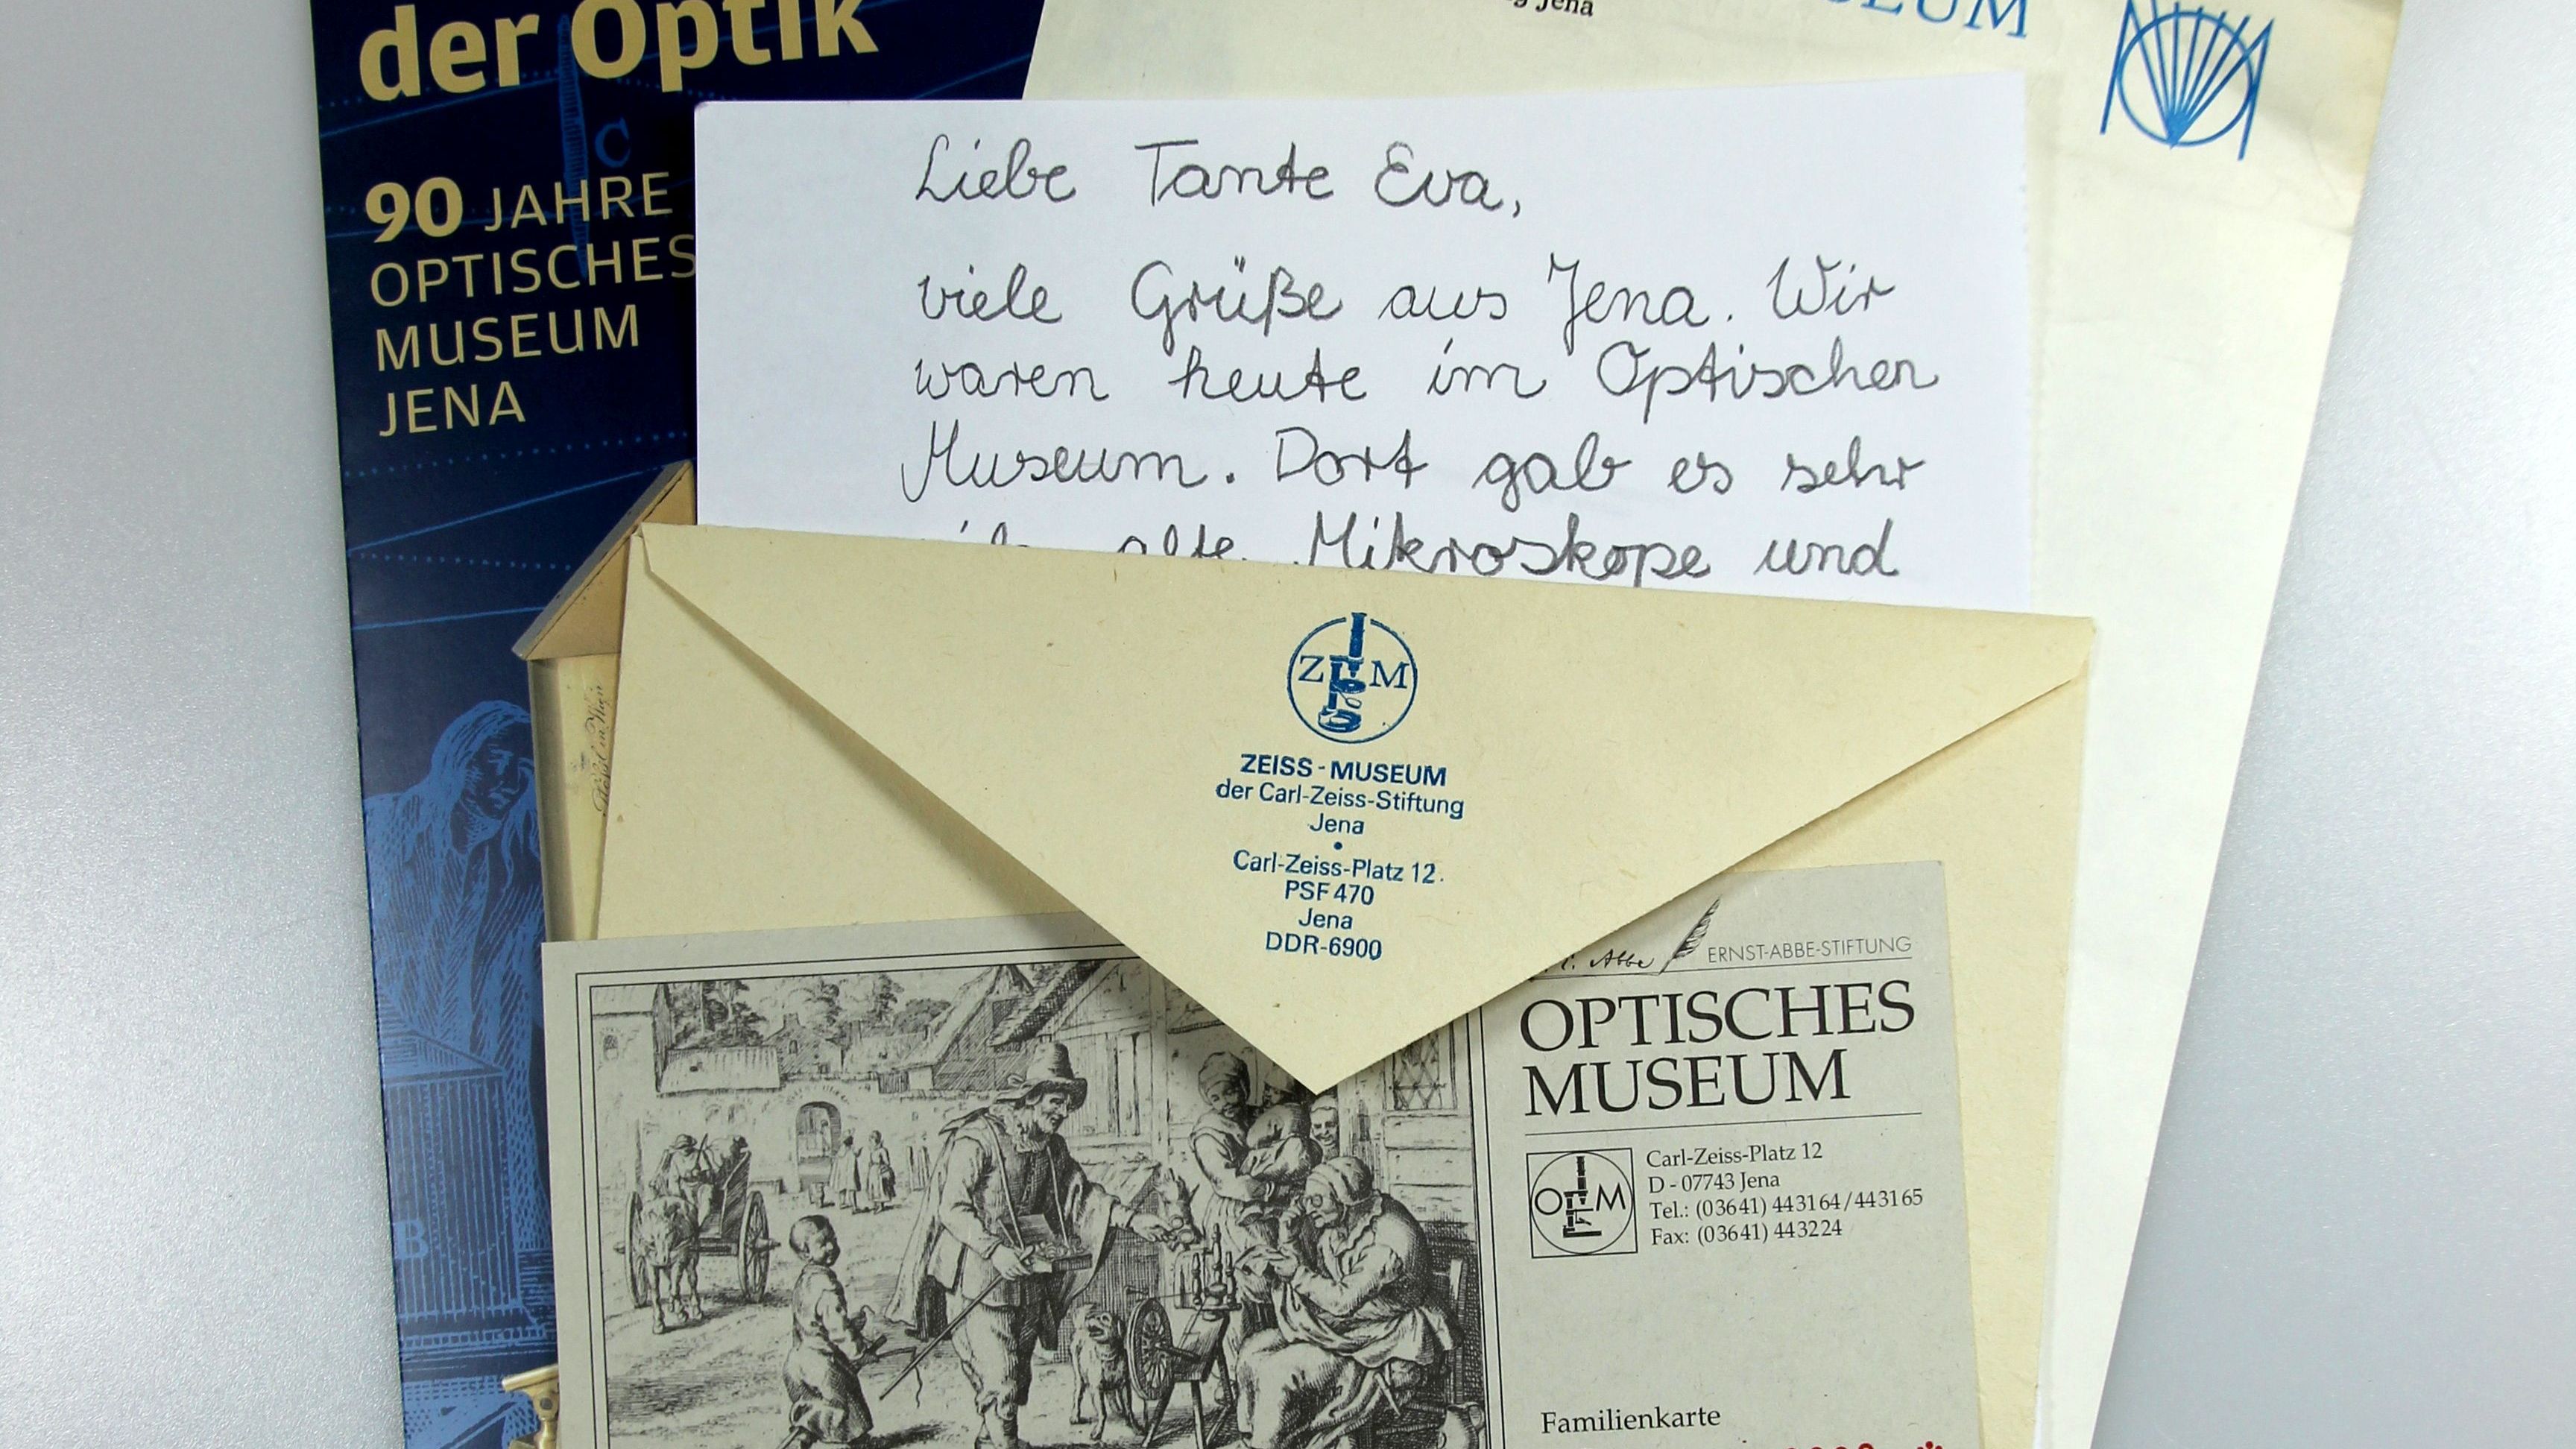 der Optik
90 JAHRE
OPTISCHES
MUSEUM
JENA
Jena
Liebe Tante Eva,
viele Grüße aus Jena. Wir
waren heute im Optischen
Museum. Dort gab es sehr
alte Mikroskope und
Z M
ZEISS-MUSEUM
der Carl-Zeiss-Stiftung
Jena
•
Carl-Zeiss-Platz 12.
PSF 470
Jena
DDR-6900
Abbe
ERNST-ABBE-STIFTUNG
OPTISCHES
MUSEUM
O M
Carl-Zeiss-Platz 12
D - 07743 Jena
Tel.: (03641) 443164/443165
Fax: (03641) 443224
Familienkarte
C
B